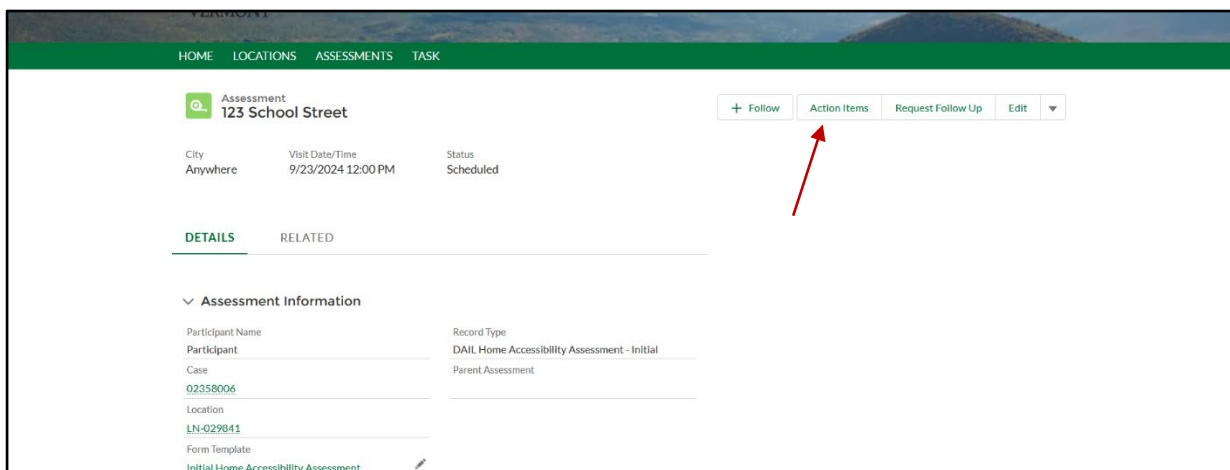 VERMONT
HOME LOCATIONS ASSESSMENTS TASK
Assessment
123 School Street
+ Follow Action Items Request Follow Up Edit
City Visit Date/Time Status
Anywhere 9/23/2024 12:00 PM Scheduled
DETAILS RELATED
Assessment Information
Participant Name Record Type
Participant DAIL Home Accessibility Assessment - Initial
Case Parent Assessment
02358006
Location
LN-029841
Form Template
Initial Home Accessibility Assessment